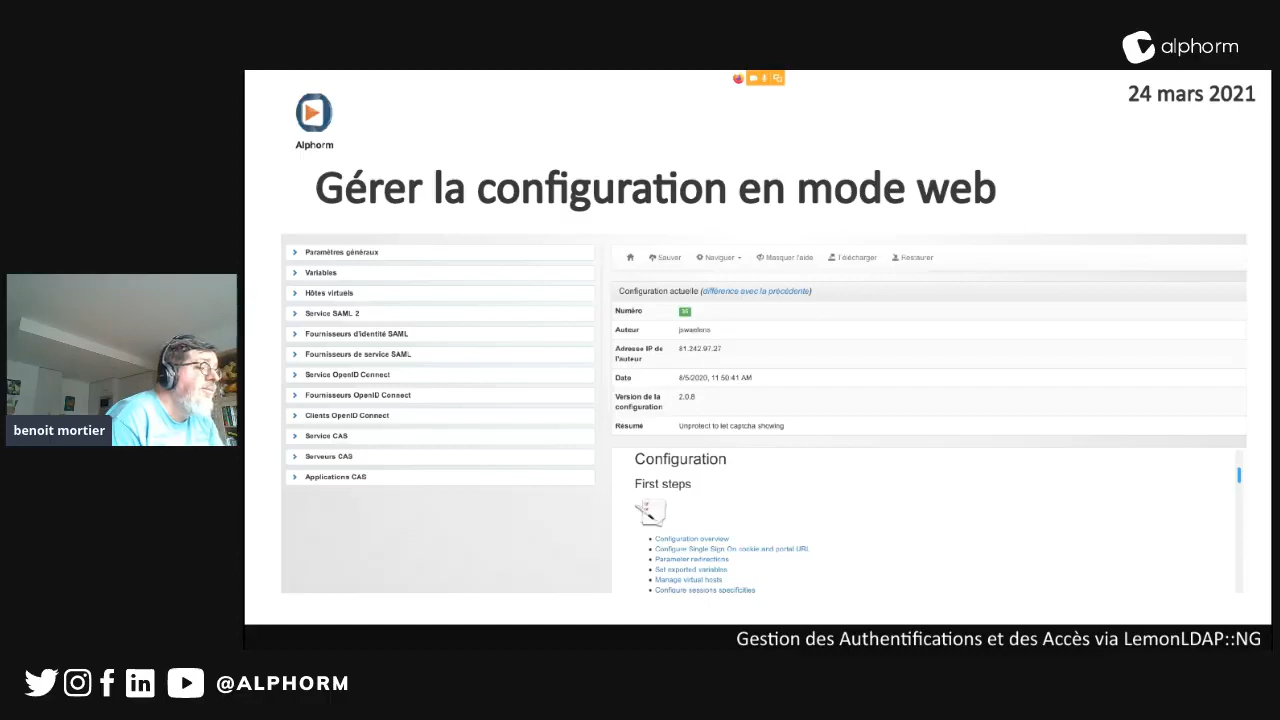 alphorm
24 mars 2021
Alphorm
Gérer la configuration en mode web
Paramètres généraux
Variables
Hôtes virtuels
Service SAML 2
Fournisseurs d'identité SAML
Fournisseurs de service SAML
Service OpenID Connect
Fournisseurs OpenID Connect
Clients OpenID Connect
Service CAS
Serveurs CAS
Applications CAS
Sauver Naviguer Masquer l'aide Télécharger Restaurer
Configuration actuelle (différence avec la précédente)
Numéro
Auteur jswaelens
Adresse IP de l'auteur 81.242.97.27
Date 8/5/2020, 11:50:41 AM
Version de la configuration 2.0.8
Résumé Unprotect to let captcha showing
Configuration
First steps
Configuration overview
Configure Single Sign On cookie and portal URL
Parameter redirections
Set exported variables
Manage virtual hosts
Configure sessions specificities
benoit mortier
Gestion des Authentifications et des Accès via LemonLDAP::NG
@ALPHORM